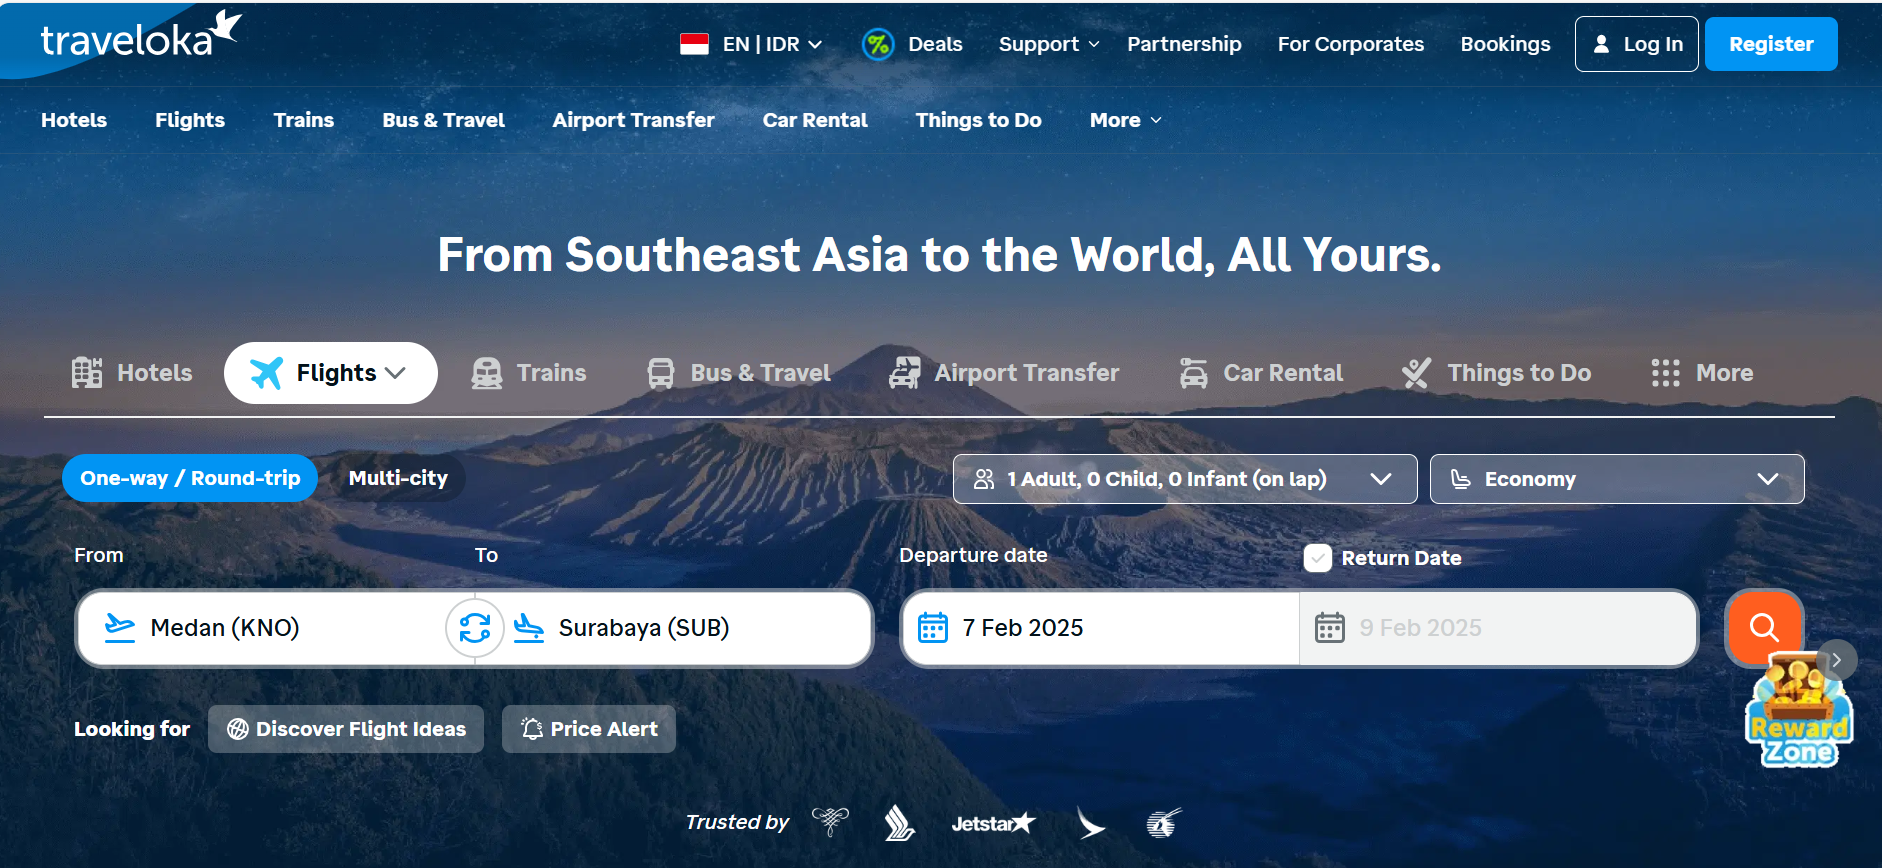 traveloka
EN | IDR
% Deals
Support
Partnership
For Corporates
Bookings
Log In
Register
Hotels
Flights
Trains
Bus & Travel
Airport Transfer
Car Rental
Things to Do
More
From Southeast Asia to the World, All Yours.
Hotels
Flights
Trains
Bus & Travel
Airport Transfer
Car Rental
Things to Do
More
One-way / Round-trip
Multi-city
1 Adult, 0 Child, 0 Infant (on lap)
Economy
From
To
Departure date
Return Date
Medan (KNO)
Surabaya (SUB)
7 Feb 2025
9 Feb 2025
Looking for
Discover Flight Ideas
Price Alert
Reward
Zone
Trusted by
Jetstar